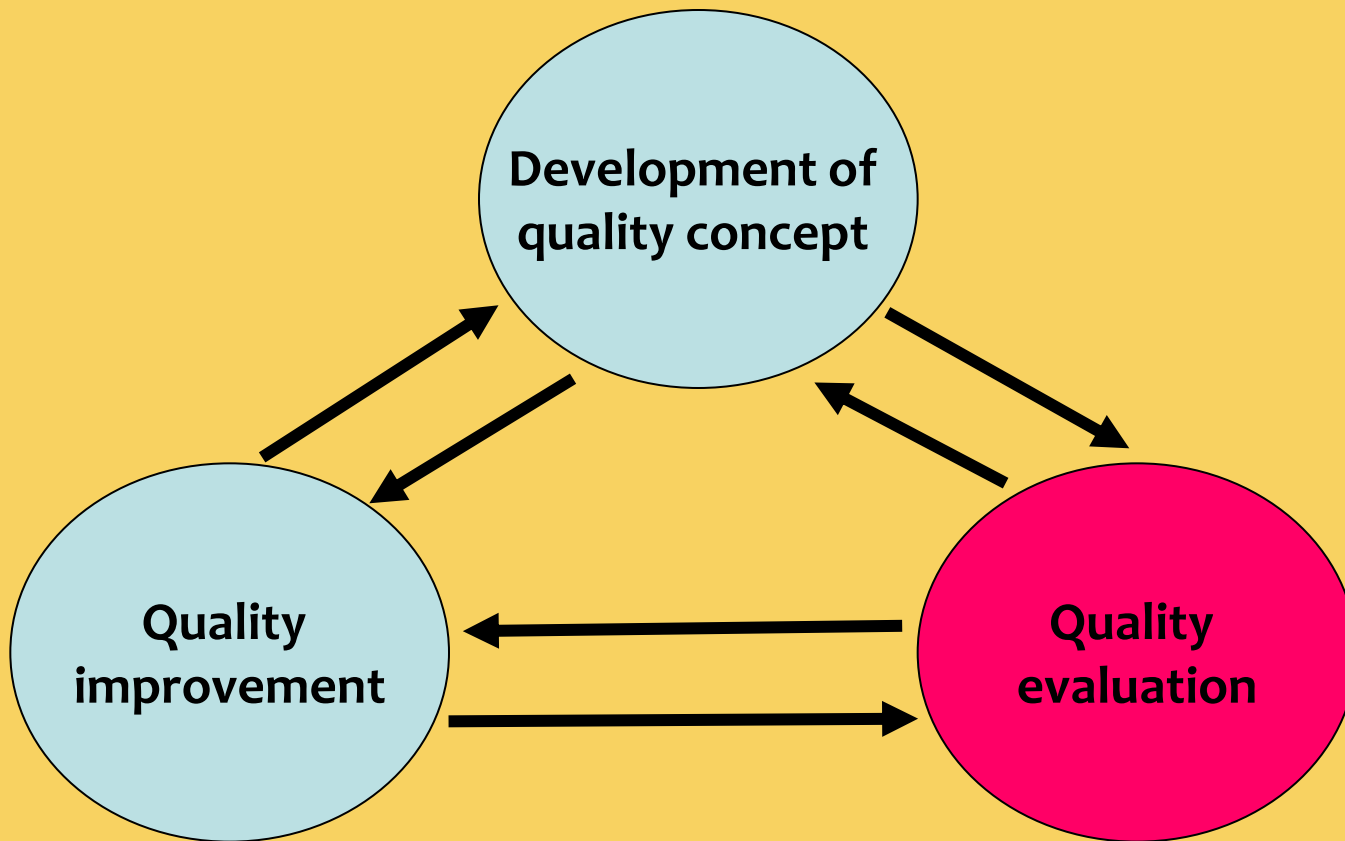 Development of
quality concept
Quality
improvement
Quality
evaluation